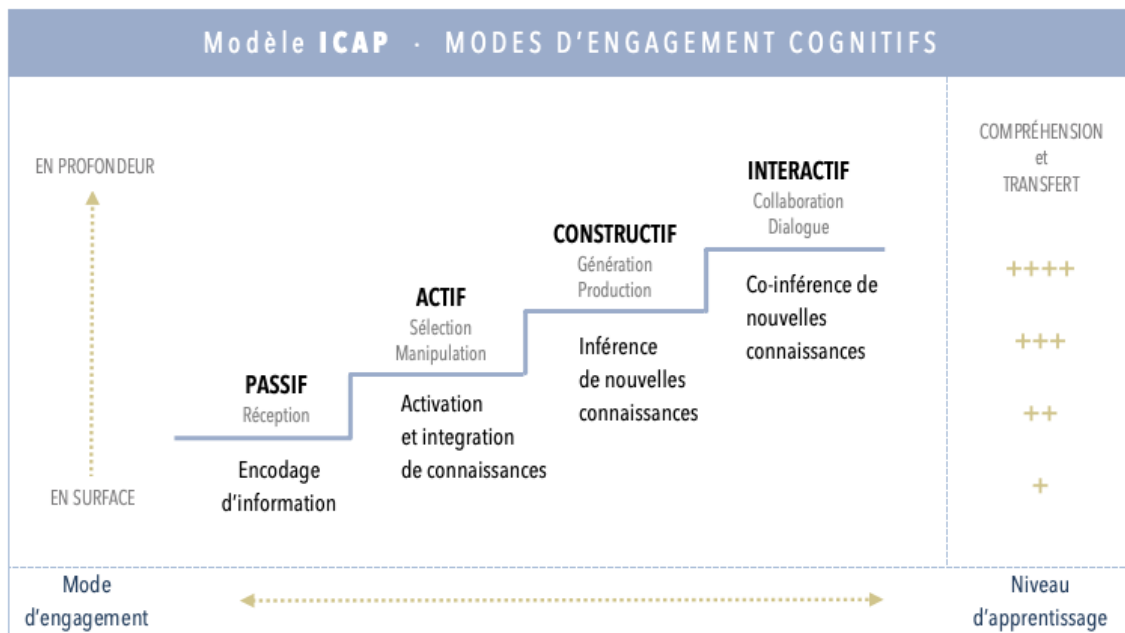 Modèle ICAP · MODES D'ENGAGEMENT COGNITIFS
EN PROFONDEUR
EN SURFACE
PASSIF
Réception
Encodage
d'information
ACTIF
Sélection
Manipulation
Activation
et integration
de connaissances
CONSTRUCTIF
Génération
Production
Inférence
de nouvelles
connaissances
INTERACTIF
Collaboration
Dialogue
Co-inférence de
nouvelles
connaissances
COMPRÉHENSION
et
TRANSFERT
++++
+++
++
+
Mode
d'engagement
Niveau
d'apprentissage